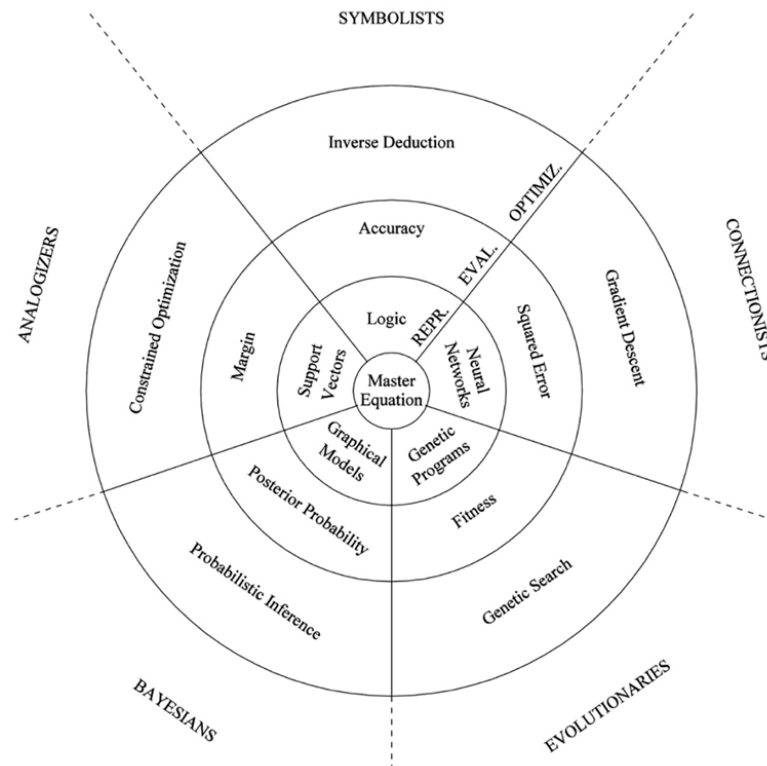 SYMBOLISTS
Inverse Deduction
OPTIMIZ.
Accuracy
EVAL.
Logic
REPR.
ANALOGIZERS
Constrained Optimization
Margin
Support
Vectors
Master
Equation
Neural
Networks
Squared Error
Gradient Descent
CONNECTIONISTS
Graphical
Models
Posterior Probability
Probabilistic Inference
BAYESIANS
Genetic
Programs
Fitness
Genetic Search
EVOLUTIONARIES